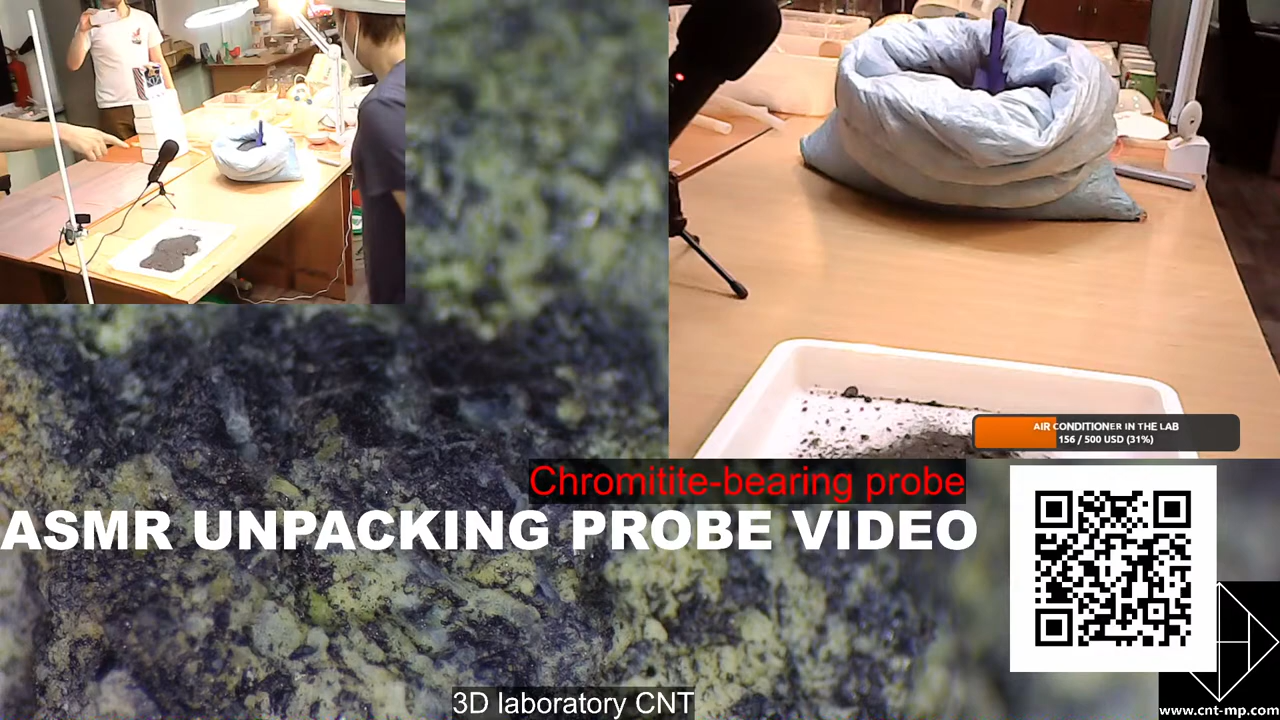 AIR CONDITIONER IN THE LAB
156 / 500 USD (31%)
Chromitite-bearing probe
ASMR UNPACKING PROBE VIDEO
3D laboratory CNT
www.cnt-mp.com